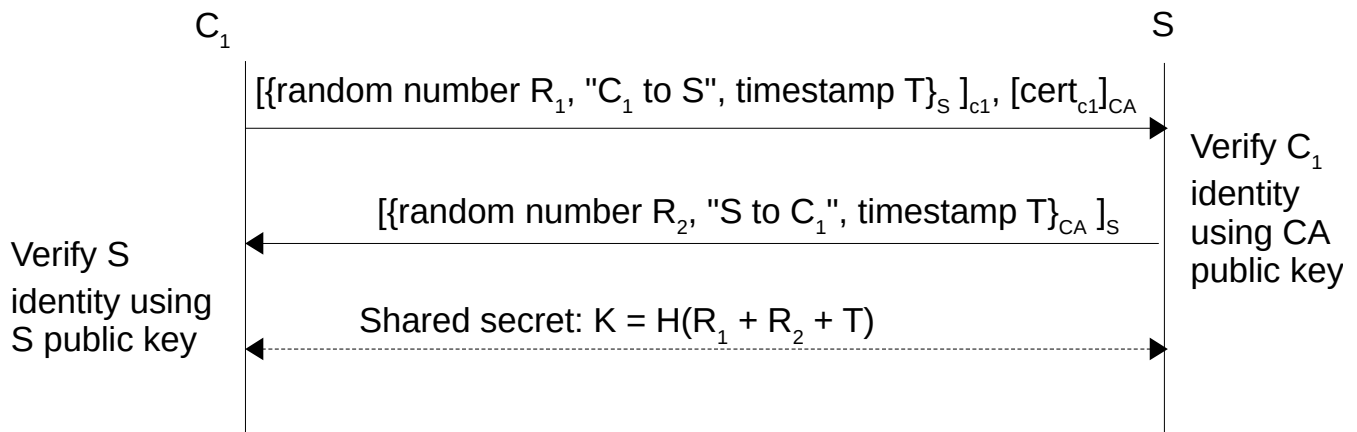 C₁
S
[{random number R₁, "C₁ to S", timestamp T}ₛ ]c1, [certc1]CA
Verify C₁
identity
using CA
public key
[{random number R₂, "S to C₁", timestamp T}CA ]S
Verify S
identity using
S public key
Shared secret: K = H(R₁ + R₂ + T)